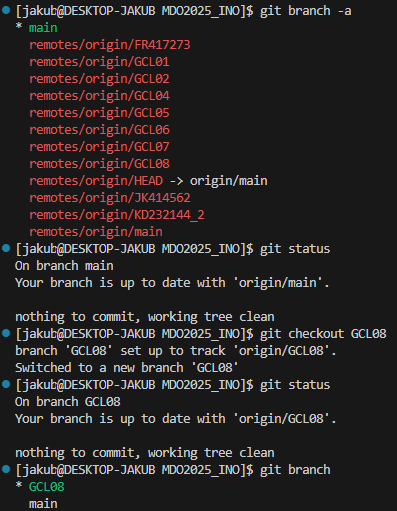 [jakub@DESKTOP-JAKUB MDO2025_INO]$ git branch -a
* main
  remotes/origin/FR417273
  remotes/origin/GCL01
  remotes/origin/GCL02
  remotes/origin/GCL04
  remotes/origin/GCL05
  remotes/origin/GCL06
  remotes/origin/GCL07
  remotes/origin/GCL08
  remotes/origin/HEAD -> origin/main
  remotes/origin/JK414562
  remotes/origin/KD232144_2
  remotes/origin/main
[jakub@DESKTOP-JAKUB MDO2025_INO]$ git status
On branch main
Your branch is up to date with 'origin/main'.

nothing to commit, working tree clean
[jakub@DESKTOP-JAKUB MDO2025_INO]$ git checkout GCL08
branch 'GCL08' set up to track 'origin/GCL08'.
Switched to a new branch 'GCL08'
[jakub@DESKTOP-JAKUB MDO2025_INO]$ git status
On branch GCL08
Your branch is up to date with 'origin/GCL08'.

nothing to commit, working tree clean
[jakub@DESKTOP-JAKUB MDO2025_INO]$ git branch
* GCL08
  main